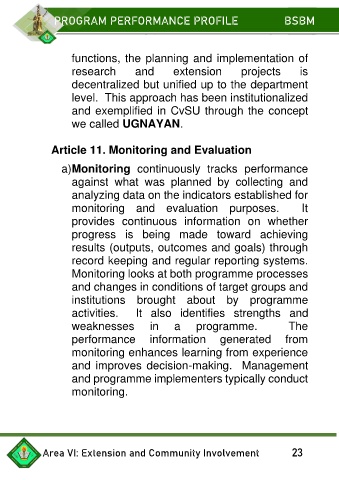 PROGRAM PERFORMANCE PROFILE BSBM
functions, the planning and implementation of
research and extension projects is
decentralized but unified up to the department
level. This approach has been institutionalized
and exemplified in CvSU through the concept
we called UGNAYAN.
Article 11. Monitoring and Evaluation
a)Monitoring continuously tracks performance
against what was planned by collecting and
analyzing data on the indicators established for
monitoring and evaluation purposes. It
provides continuous information on whether
progress is being made toward achieving
results (outputs, outcomes and goals) through
record keeping and regular reporting systems.
Monitoring looks at both programme processes
and changes in conditions of target groups and
institutions brought about by programme
activities. It also identifies strengths and
weaknesses in a programme. The
performance information generated from
monitoring enhances learning from experience
and improves decision-making. Management
and programme implementers typically conduct
monitoring.
Area VI: Extension and Community Involvement 23